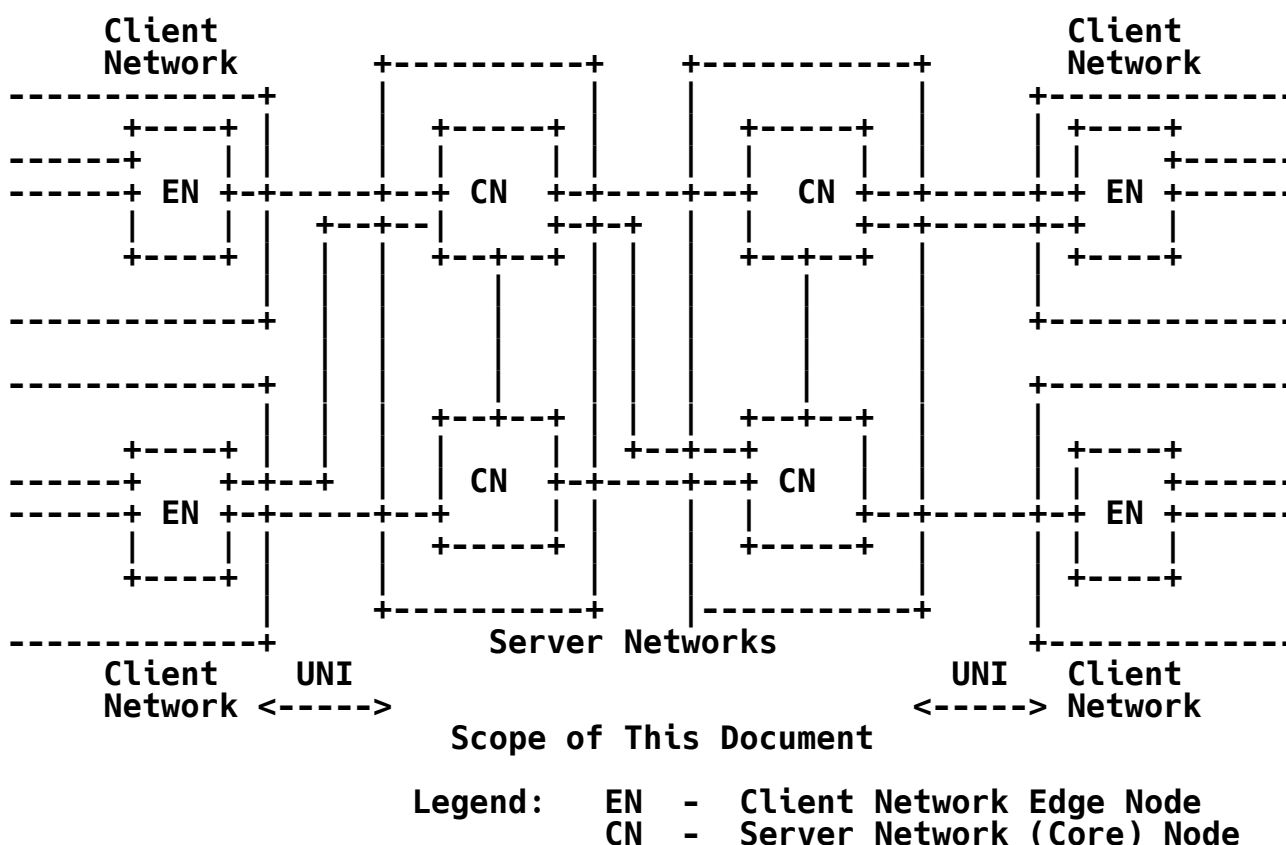 Client Client
Network Network
EN CN CN EN
CN CN
EN EN
Server Networks
Client UNI UNI Client
Network <-----> <-----> Network
Scope of This Document
Legend: EN - Client Network Edge Node
CN - Server Network (Core) Node